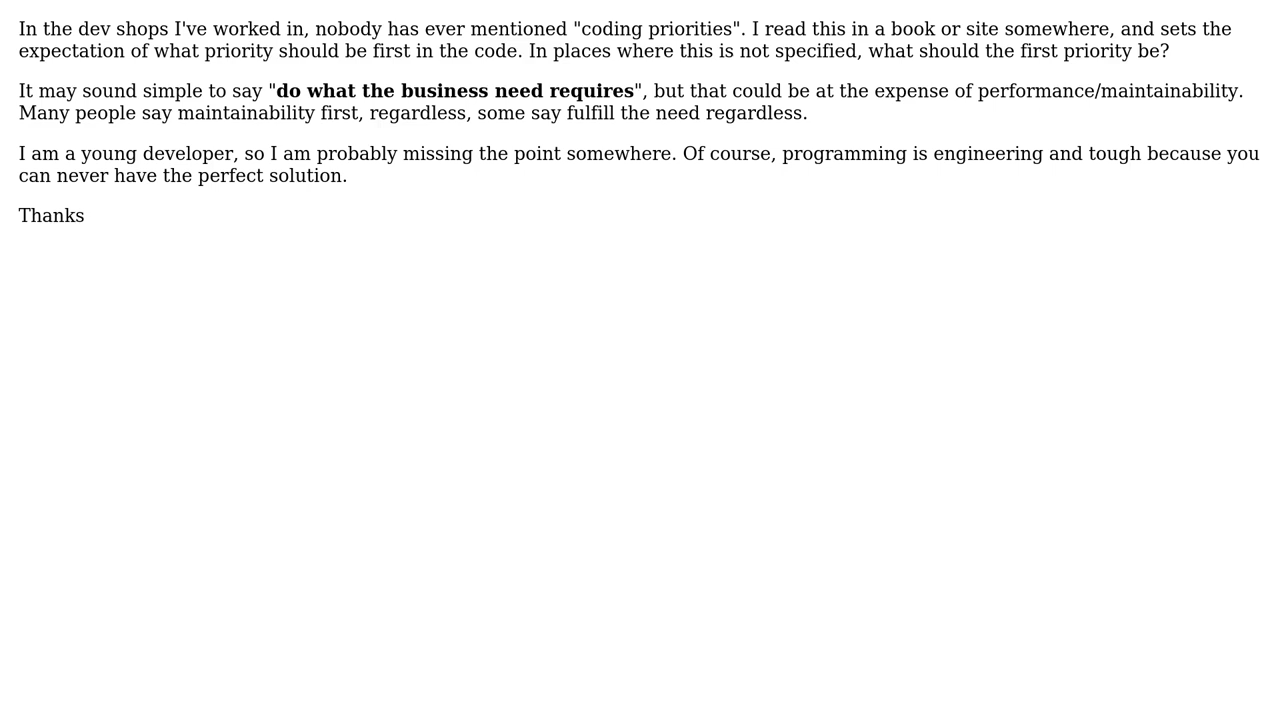 In the dev shops I've worked in, nobody has ever mentioned "coding priorities". I read this in a book or site somewhere, and sets the
expectation of what priority should be first in the code. In places where this is not specified, what should the first priority be?
It may sound simple to say "do what the business need requires", but that could be at the expense of performance/maintainability.
Many people say maintainability first, regardless, some say fulfill the need regardless.
I am a young developer, so I am probably missing the point somewhere. Of course, programming is engineering and tough because you
can never have the perfect solution.
Thanks